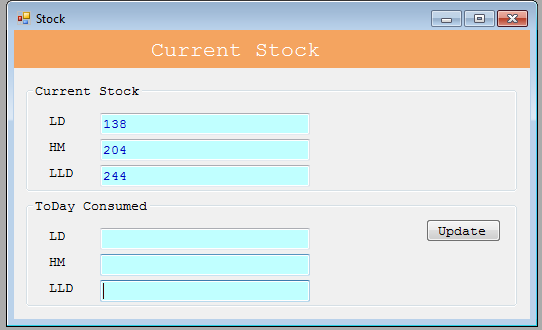 Stock
Current Stock
Current Stock
LD 138
HM 204
LLD 244
ToDay Consumed
LD
Update
HM
LLD